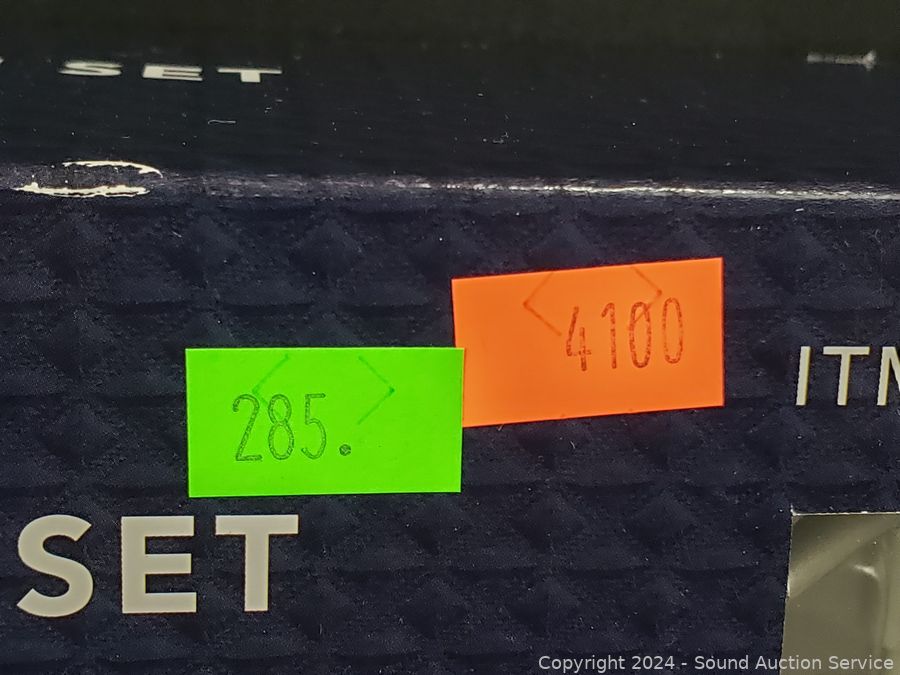 SET
4100
285.
ITM
SET
Copyright 2024 - Sound Auction Service